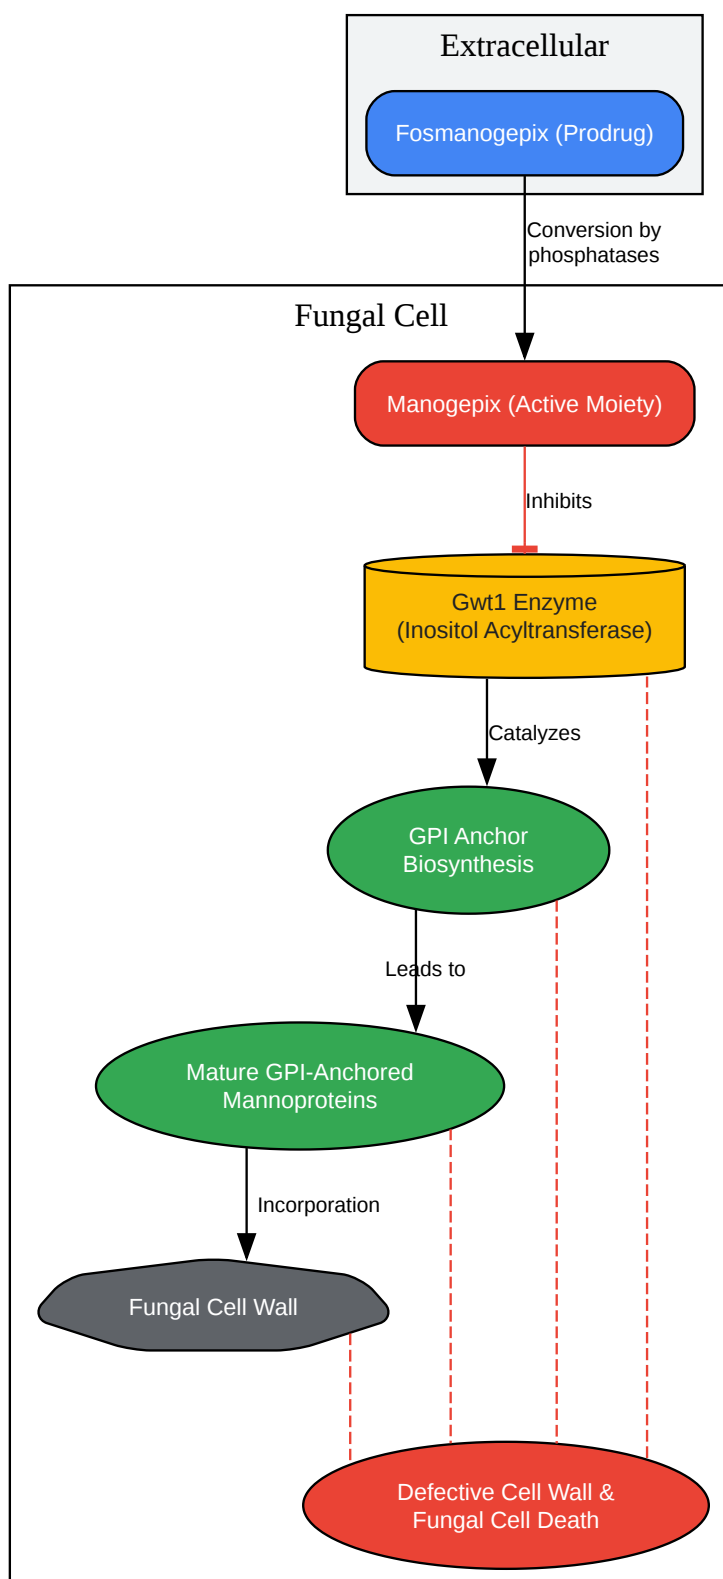 Extracellular
Fosmanogepix (Prodrug)
Conversion by
phosphatases
Fungal Cell
Manogepix (Active Moiety)
Inhibits
Gwt1 Enzyme
(Inositol Acyltransferase)
Catalyzes
GPI Anchor
Biosynthesis
Leads to
Mature GPI-Anchored
Mannoproteins
Incorporation
Fungal Cell Wall
Defective Cell Wall &
Fungal Cell Death